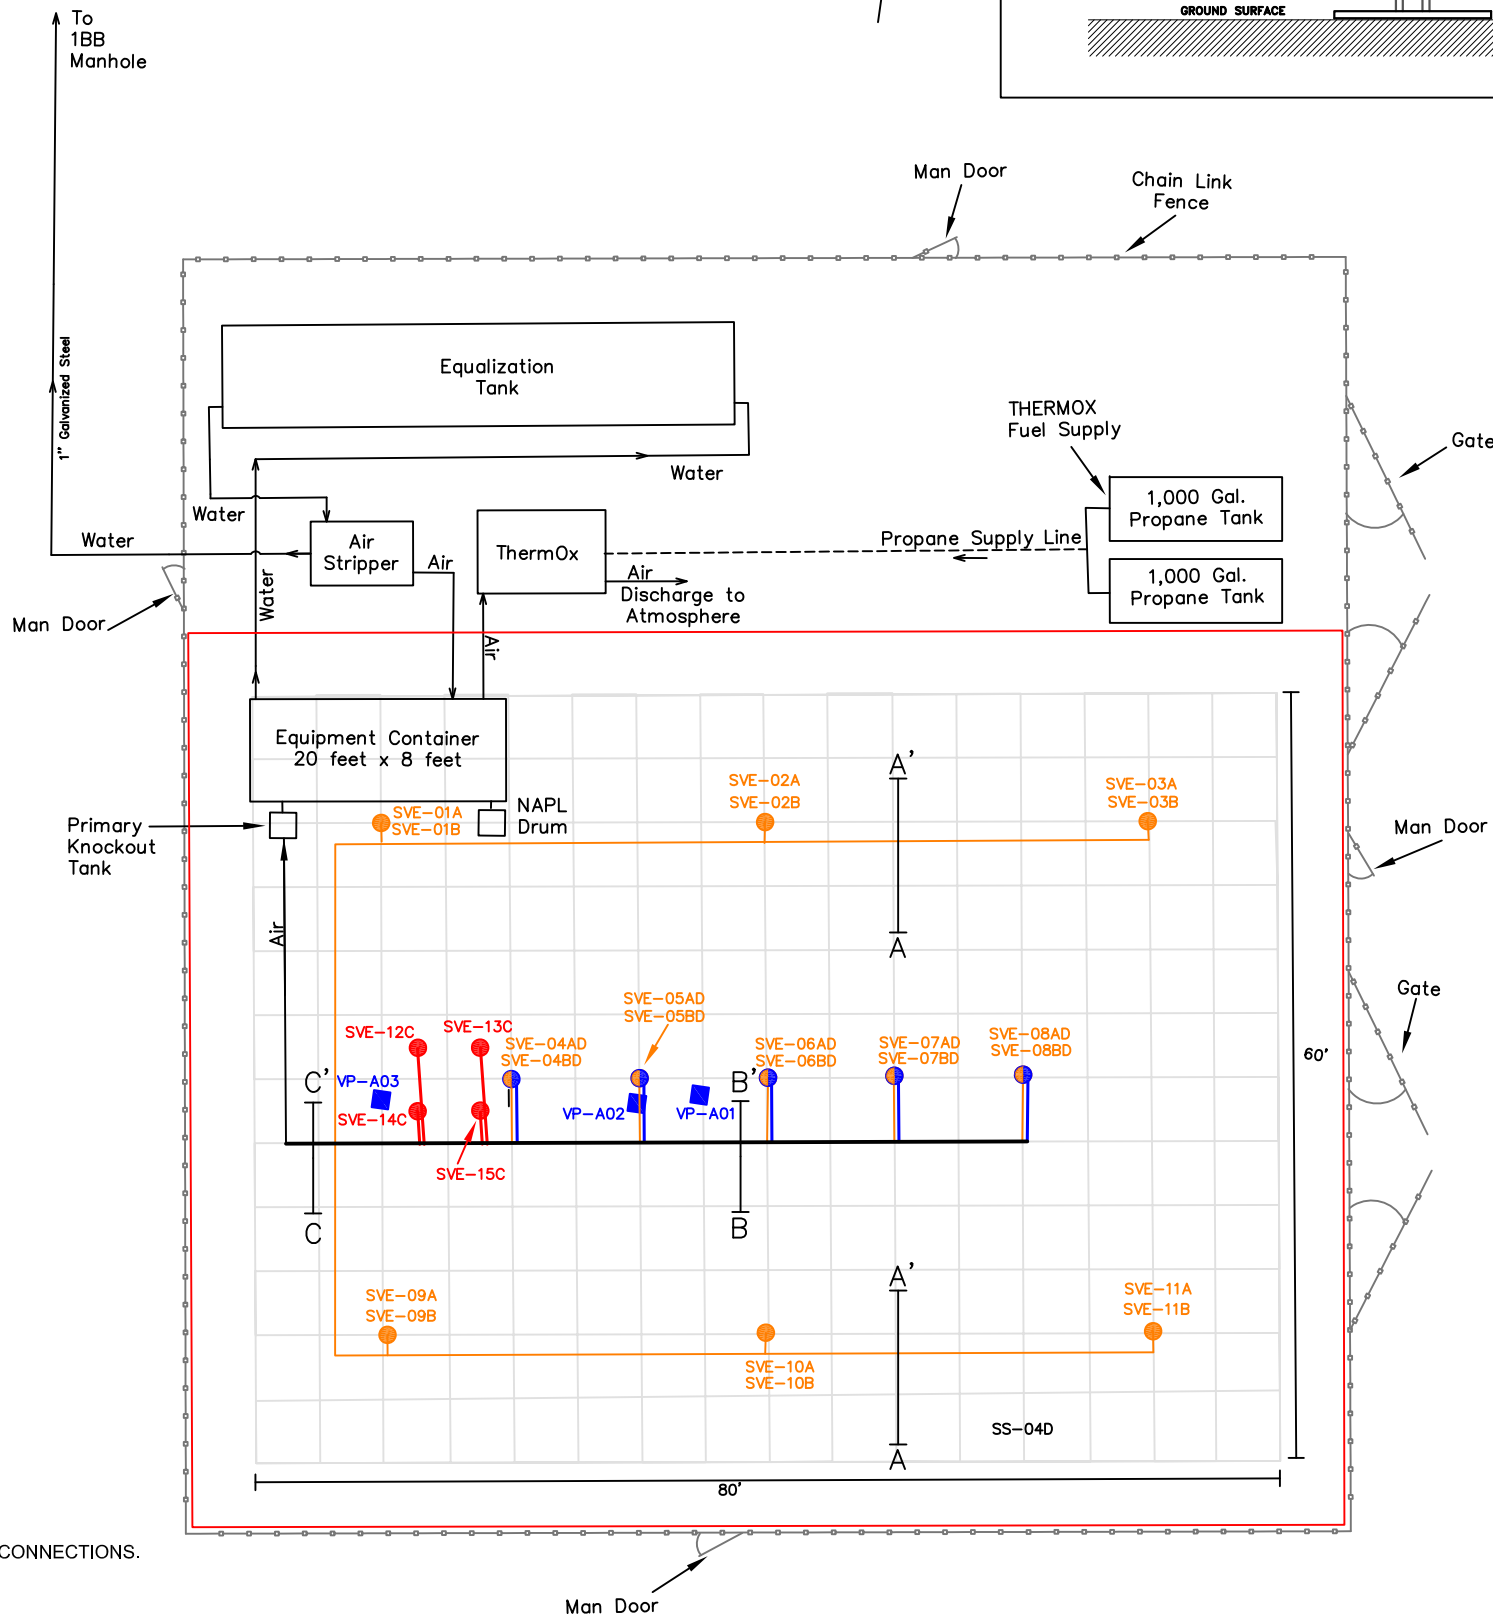 To
1BB
Manhole
GROUND SURFACE
Man Door
Chain Link
Fence
1" Galvanized Steel
Equalization
Tank
THERMOX
Fuel Supply
Gate
Water
Water
1,000 Gal.
Propane Tank
Water
Air
Stripper
Air
ThermOx
Propane Supply Line
Air
Discharge to
Atmosphere
1,000 Gal.
Propane Tank
Water
Man Door
Air
Equipment Container
20 feet x 8 feet
A'
SVE-02A
SVE-02B
SVE-03A
SVE-03B
SVE-01A
SVE-01B
NAPL
Drum
Primary
Knockout
Tank
Man Door
Air
A
Gate
SVE-05AD
SVE-05BD
SVE-12C
SVE-13C
SVE-04AD
SVE-04BD
SVE-06AD
SVE-06BD
SVE-07AD
SVE-07BD
SVE-08AD
SVE-08BD
60'
C'
VP-A03
B'
SVE-14C
VP-A02
VP-A01
SVE-15C
C
B
A'
SVE-09A
SVE-09B
SVE-11A
SVE-11B
SVE-10A
SVE-10B
SS-04D
A
80'
CONNECTIONS.
Man Door